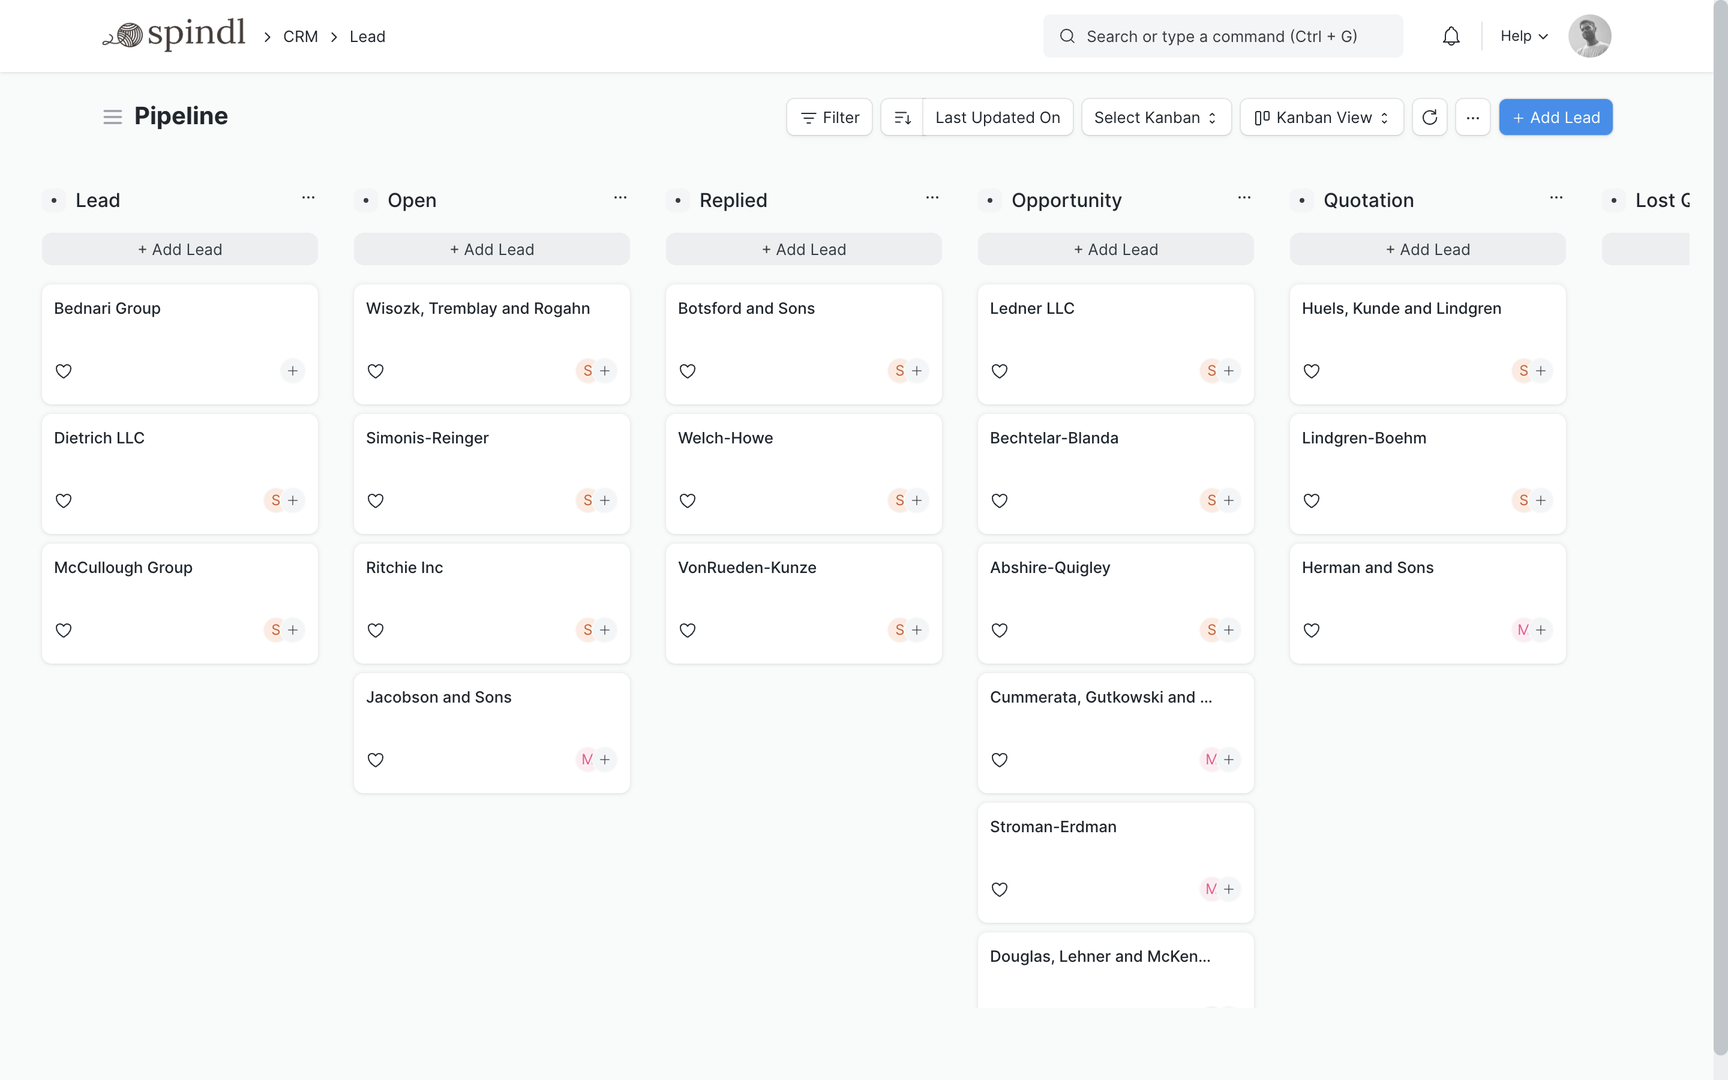 spindl > CRM > Lead
Search or type a command (Ctrl + G)
Help
Pipeline
Filter
Last Updated On
Select Kanban
Kanban View
+ Add Lead
Lead
+ Add Lead
Bednari Group
+
Dietrich LLC
S +
McCullough Group
S +
Open
+ Add Lead
Wisozk, Tremblay and Rogahn
S +
Simonis-Reinger
S +
Ritchie Inc
S +
Jacobson and Sons
M +
Replied
+ Add Lead
Botsford and Sons
S +
Welch-Howe
S +
VonRueden-Kunze
S +
Opportunity
+ Add Lead
Ledner LLC
S +
Bechtelar-Blanda
S +
Abshire-Quigley
S +
Cummerata, Gutkowski and ...
M +
Stroman-Erdman
M +
Douglas, Lehner and McKen...
Quotation
+ Add Lead
Huels, Kunde and Lindgren
S +
Lindgren-Boehm
S +
Herman and Sons
M +
Lost